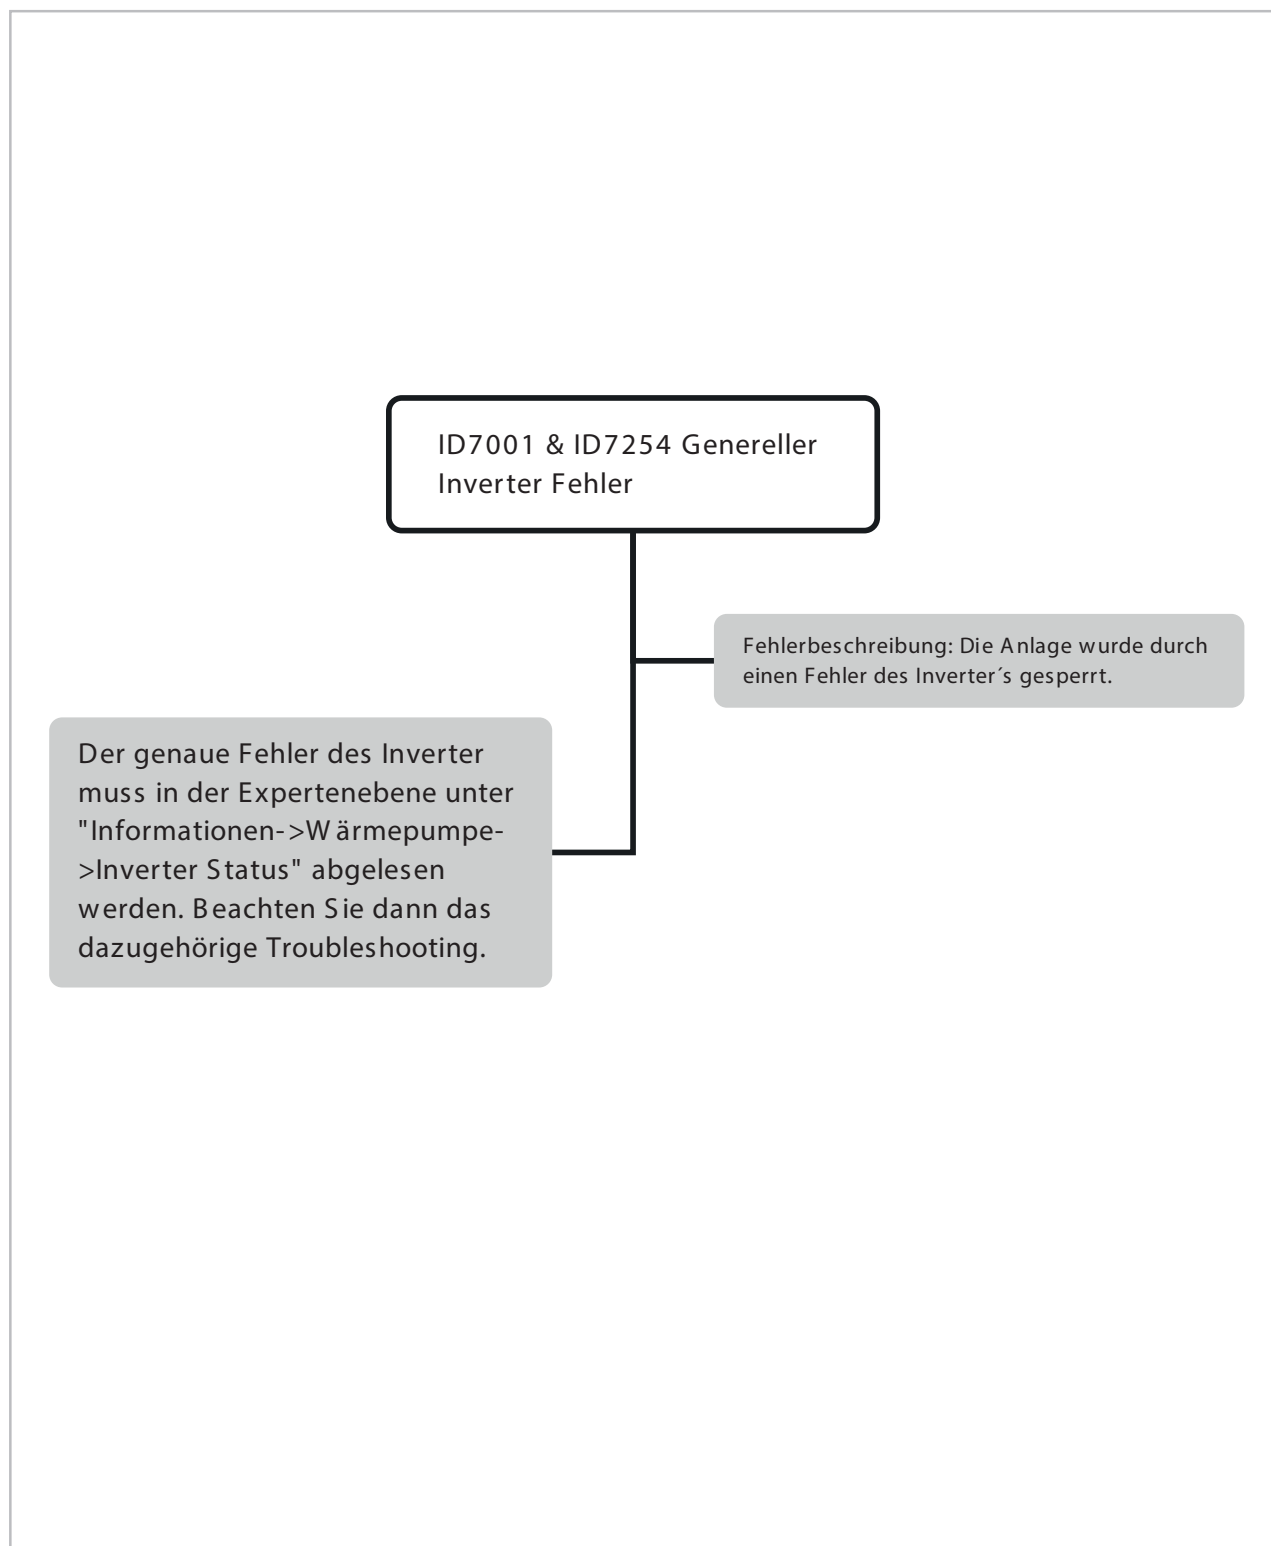 ID7001 & ID7254 Genereller
Inverter Fehler
Fehlerbeschreibung: Die Anlage wurde durch
einen Fehler des Inverter´s gesperrt.
Der genaue Fehler des Inverter
muss in der Expertenebene unter
"Informationen->Wärmepumpe-
>Inverter Status" abgelesen
werden. Beachten Sie dann das
dazugehörige Troubleshooting.